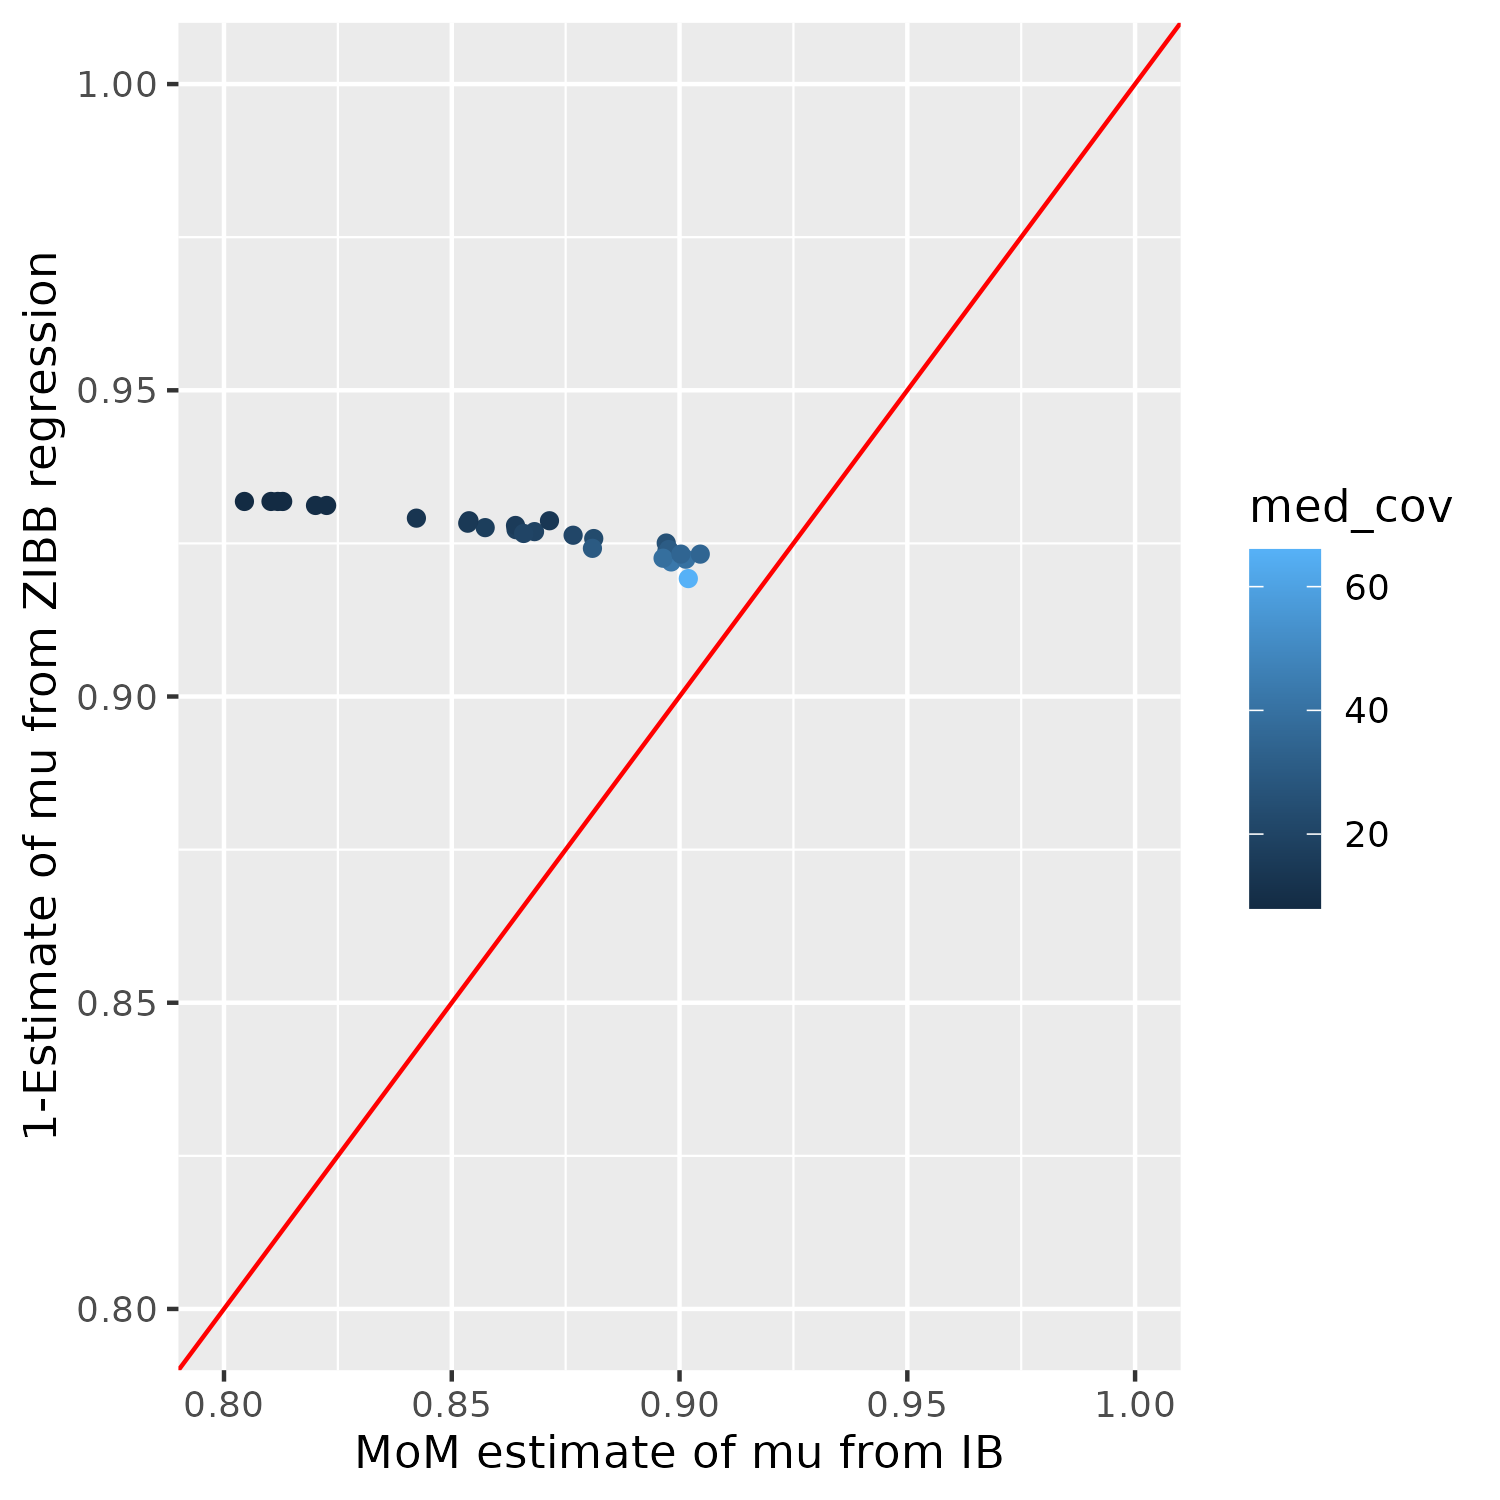 1-Estimate of mu from ZIBB regression
1.00
0.95
0.90
0.85
0.80
0.80 0.85 0.90 0.95 1.00
MoM estimate of mu from IB
med_cov
60
40
20